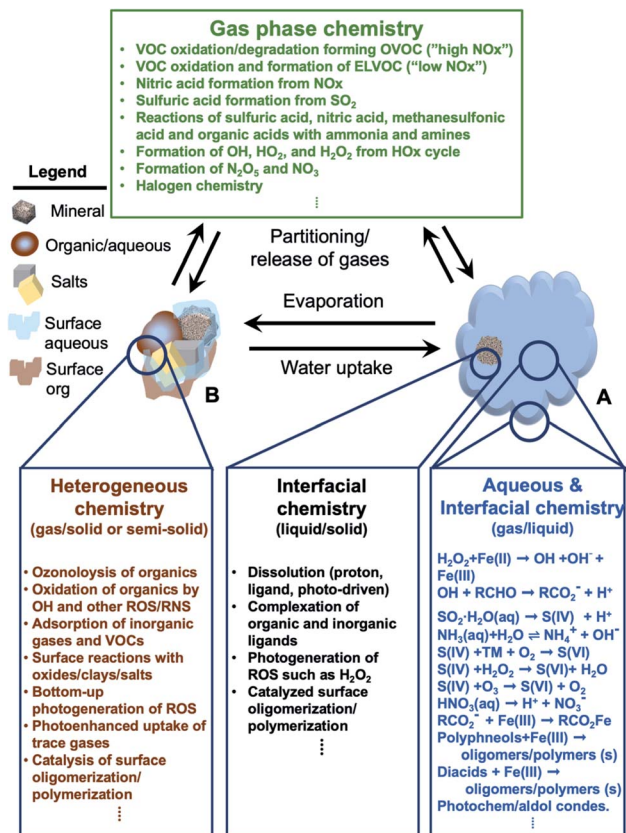 Gas phase chemistry
• VOC oxidation/degradation forming OVOC ("high NOx")
• VOC oxidation and formation of ELVOC ("low NOx")
• Nitric acid formation from NOx
• Sulfuric acid formation from SO₂
• Reactions of sulfuric acid, nitric acid, methanesulfonic
acid and organic acids with ammonia and amines
• Formation of OH, HO₂, and H₂O₂ from HOx cycle
• Formation of N₂O₅ and NO₃
• Halogen chemistry
⋮
Legend
Mineral
Organic/aqueous
Salts
Surface
aqueous
Surface
org
Partitioning/
release of gases
Evaporation
Water uptake
B
A
Heterogeneous
chemistry
(gas/solid or semi-solid)
• Ozonoloysis of organics
• Oxidation of organics by
OH and other ROS/RNS
• Adsorption of inorganic
gases and VOCs
• Surface reactions with
oxides/clays/salts
• Bottom-up
photogeneration of ROS
• Photoenhanced uptake of
trace gases
• Catalysis of surface
oligomerization/
polymerization
⋮
Interfacial
chemistry
(liquid/solid)
• Dissolution (proton,
ligand, photo-driven)
• Complexation of
organic and inorganic
ligands
• Photogeneration of
ROS such as H₂O₂
• Catalyzed surface
oligomerization/
polymerization
⋮
Aqueous &
Interfacial chemistry
(gas/liquid)
H₂O₂+Fe(II) → OH +OH⁻ +
Fe(III)
OH + RCHO → RCO₂⁻ + H⁺
SO₂·H₂O(aq) → S(IV) + H⁺
NH₃(aq)+H₂O ⇌ NH₄⁺ + OH⁻
S(IV) +TM + O₂ → S(VI)
S(IV) +H₂O₂ → S(VI)+ H₂O
S(IV) +O₃ → S(VI) + O₂
HNO₃(aq) → H⁺ + NO₃⁻
RCO₂⁻ + Fe(III) → RCO₂Fe
Polyphneols+Fe(III) →
oligomers/polymers (s)
Diacids + Fe(III) →
oligomers/polymers (s)
Photochem/aldol condes.
⋮